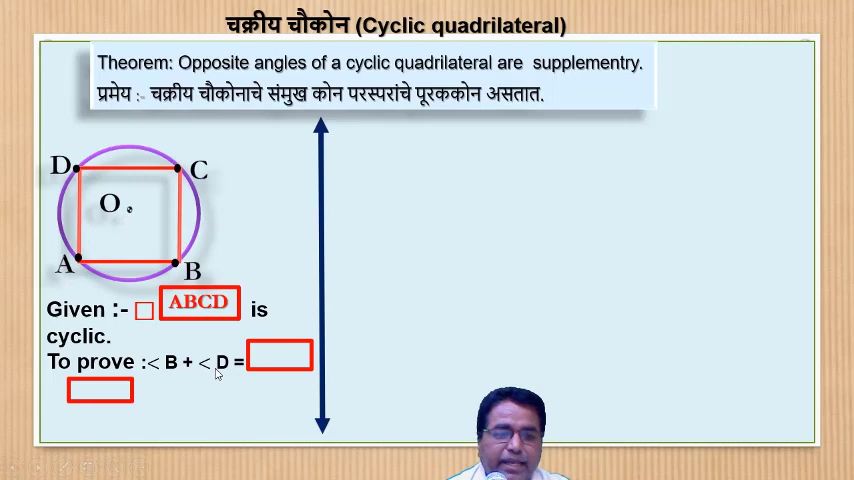 चक्रीय चौकोन (Cyclic quadrilateral)
Theorem: Opposite angles of a cyclic quadrilateral are supplementry.
प्रमेय :- चक्रीय चौकोनाचे संमुख कोन परस्परांचे पूरककोन असतात.
D
C
O
A
B
Given :- □ ABCD is
cyclic.
To prove :< B + < D =